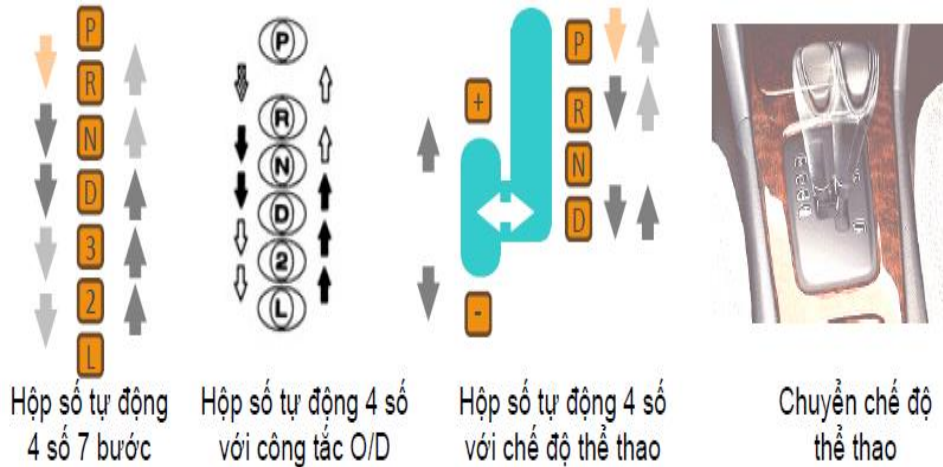 P
R
N
D
3
2
L
P
R
N
D
2
L
+
-
P
R
N
D
Hộp số tự động
4 số 7 bước
Hộp số tự động 4 số
với công tắc O/D
Hộp số tự động 4 số
với chế độ thể thao
Chuyển chế độ
thể thao